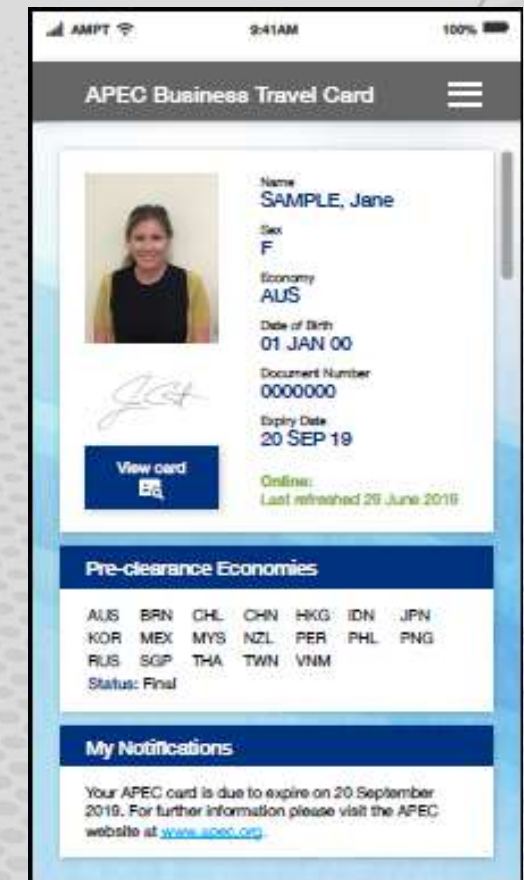 AMPT 9:41AM 100%
APEC Business Travel Card
Name
SAMPLE, Jane
Sex
F
Economy
AUS
Date of Birth
01 JAN 00
Document Number
0000000
Expiry Date
20 SEP 19
View card
Online:
Last refreshed 29 June 2019
Pre-clearance Economies
AUS BRN CHL CHN HKG IDN JPN
KOR MEX MYS NZL PER PHL PNG
RUS SGP THA TWN VNM
Status: Final
My Notifications
Your APEC card is due to expire on 20 September
2019. For further information please visit the APEC
website at www.apec.org.